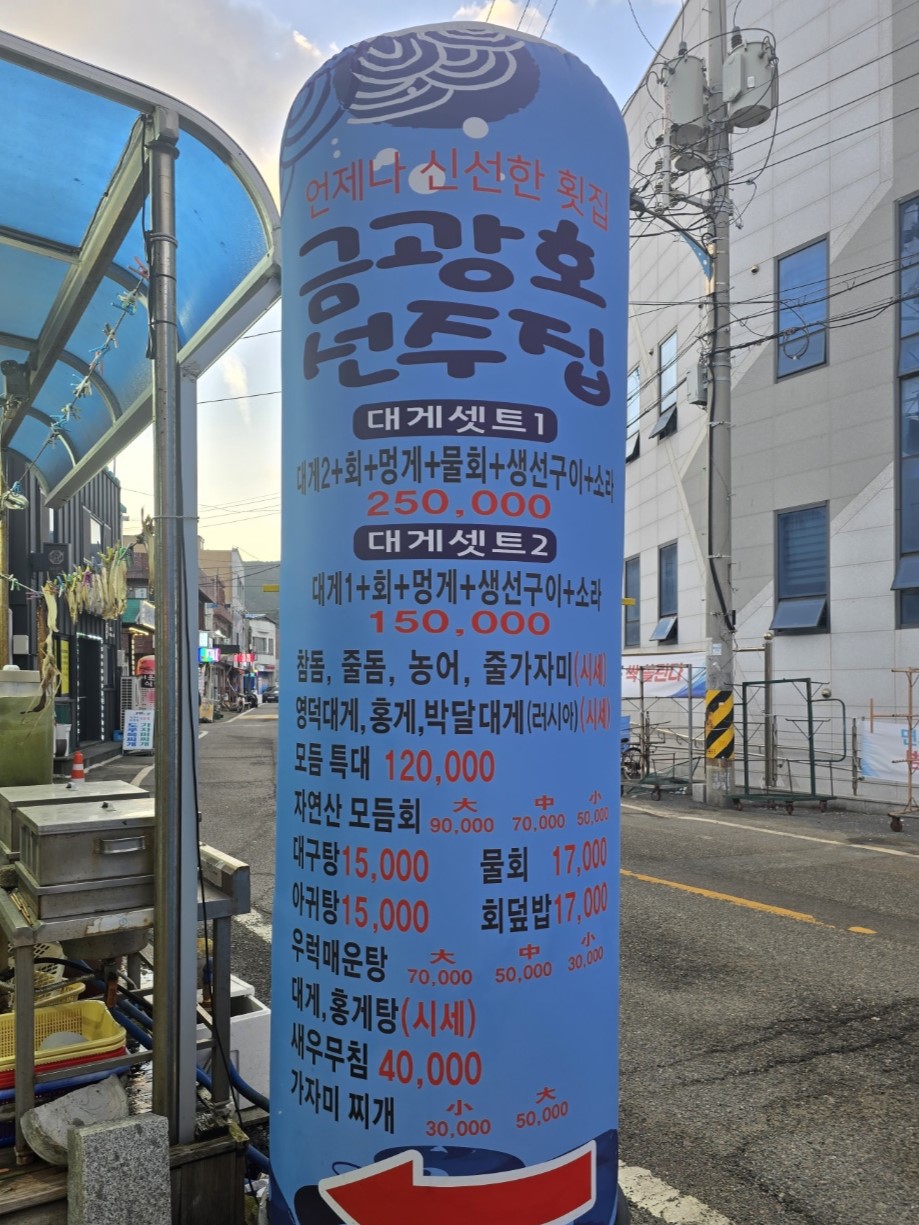 언제나 신선한 횟집
금광호
선주집
대게셋트1
대게2+회+멍게+물회+생선구이+소라
250,000
대게셋트2
대게1+회+멍게+생선구이+소라
150,000
참돔, 줄돔, 농어, 줄가자미(시세)
영덕대게,홍게,박달대게(러시아)(시세)
모듬 특대 120,000
자연산 모듬회 大 90,000 中 70,000 小 50,000
대구탕15,000 물회 17,000
아귀탕15,000 회덮밥17,000
우럭매운탕 大 70,000 中 50,000 小 30,000
대게,홍게탕(시세)
새우무침 40,000
가자미 찌개 小 30,000 大 50,000